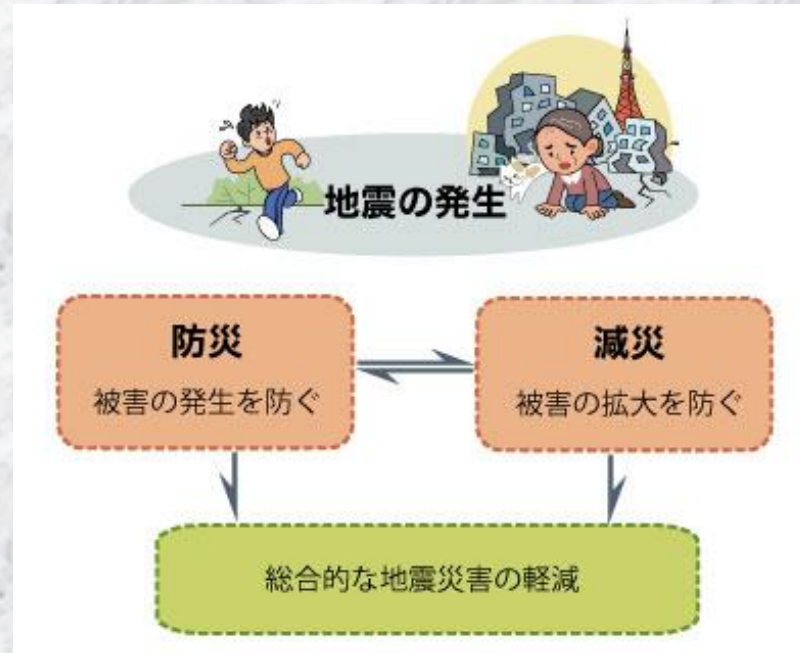 地震の発生
防災
被害の発生を防ぐ
減災
被害の拡大を防ぐ
総合的な地震災害の軽減